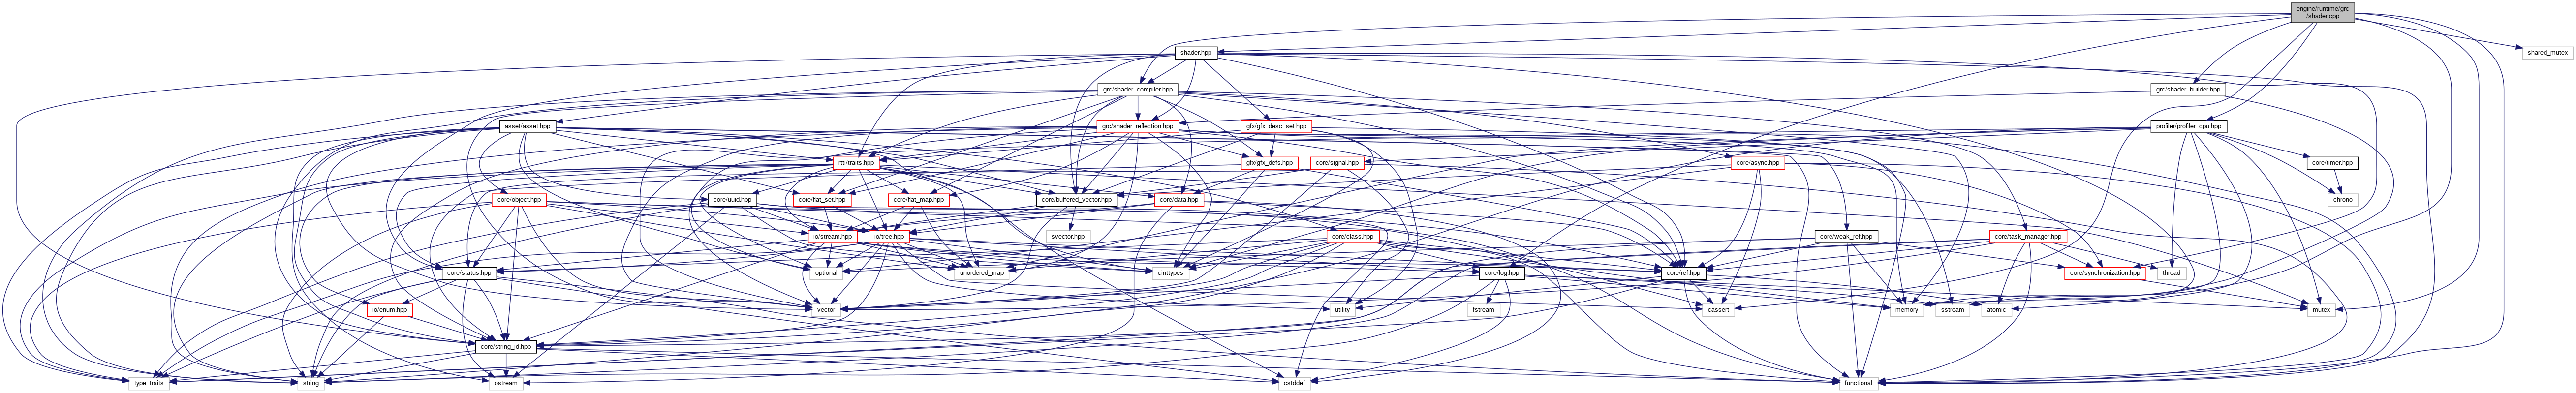 engine/runtime/grc
/shader.cpp
shader.hpp
shared_mutex
grc/shader_compiler.hpp
grc/shader_builder.hpp
asset/asset.hpp
grc/shader_reflection.hpp
gfx/gfx_desc_set.hpp
profiler/profiler_cpu.hpp
rtti/traits.hpp
gfx/gfx_defs.hpp
core/signal.hpp
core/async.hpp
core/timer.hpp
core/object.hpp
core/uuid.hpp
core/flat_set.hpp
core/flat_map.hpp
core/buffered_vector.hpp
core/data.hpp
chrono
io/stream.hpp
io/tree.hpp
svector.hpp
core/class.hpp
core/weak_ref.hpp
core/task_manager.hpp
core/status.hpp
optional
unordered_map
cinttypes
core/log.hpp
core/ref.hpp
core/synchronization.hpp
thread
io/enum.hpp
vector
fstream
utility
cassert
memory
sstream
atomic
mutex
core/string_id.hpp
type_traits
string
ostream
cstddef
functional